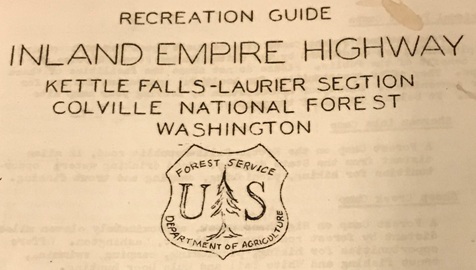 RECREATION GUIDE
INLAND EMPIRE HIGHWAY
KETTLE FALLS-LAURIER SECTION
COLVILLE NATIONAL FOREST
WASHINGTON
FOREST SERVICE
U S
DEPARTMENT OF AGRICULTURE